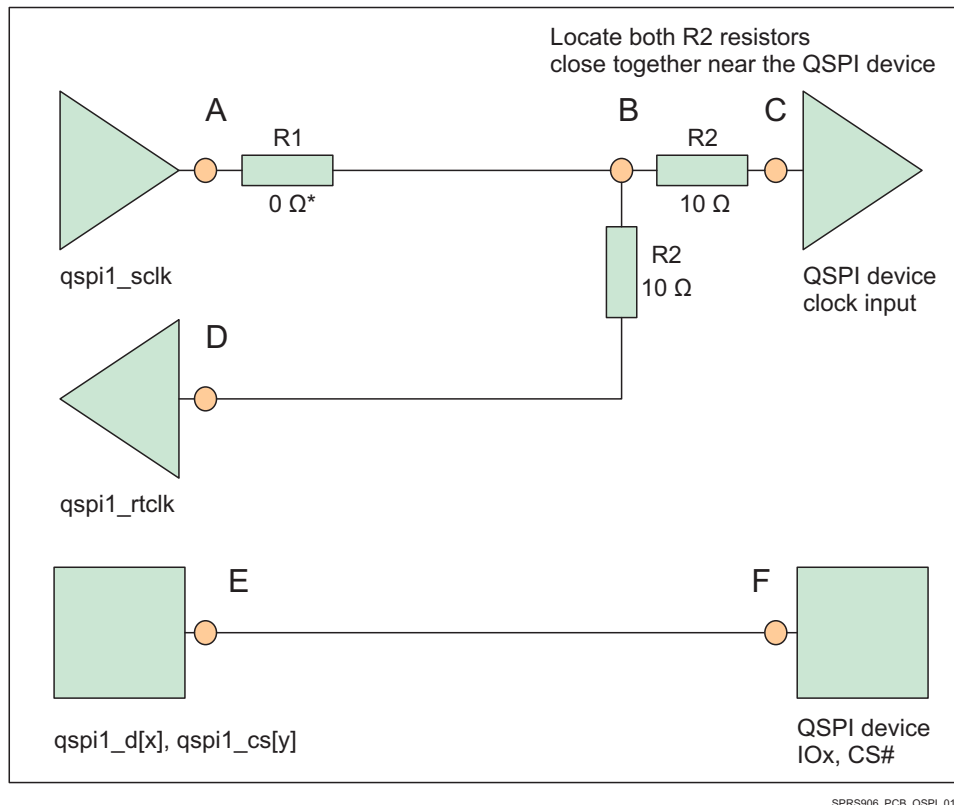 Locate both R2 resistors
close together near the QSPI device
A
R1
0 Ω*
B
R2
10 Ω
C
qspi1_sclk
R2
10 Ω
QSPI device
clock input
D
qspi1_rtclk
E
F
qspi1_d[x], qspi1_cs[y]
QSPI device
IOx, CS#
SPRS906_PCB_QSPI_01